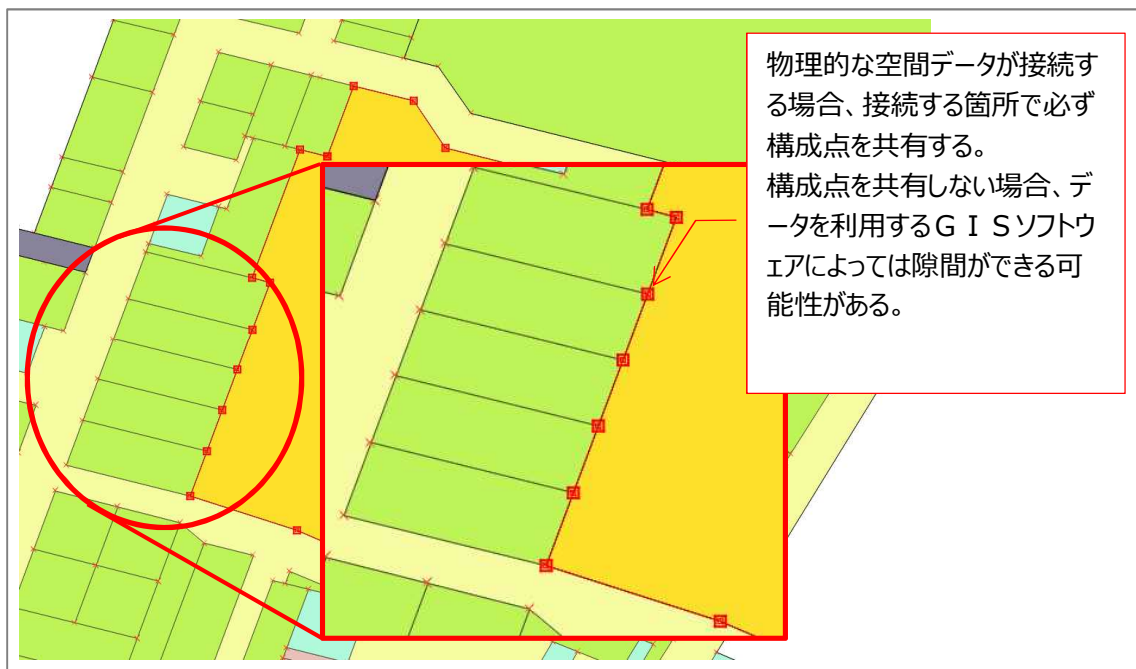 物理的な空間データが接続す
る場合、接続する箇所で必ず
構成点を共有する。
構成点を共有しない場合、デ
ータを利用するＧＩＳソフトウ
ェアによっては隙間ができる可
能性がある。